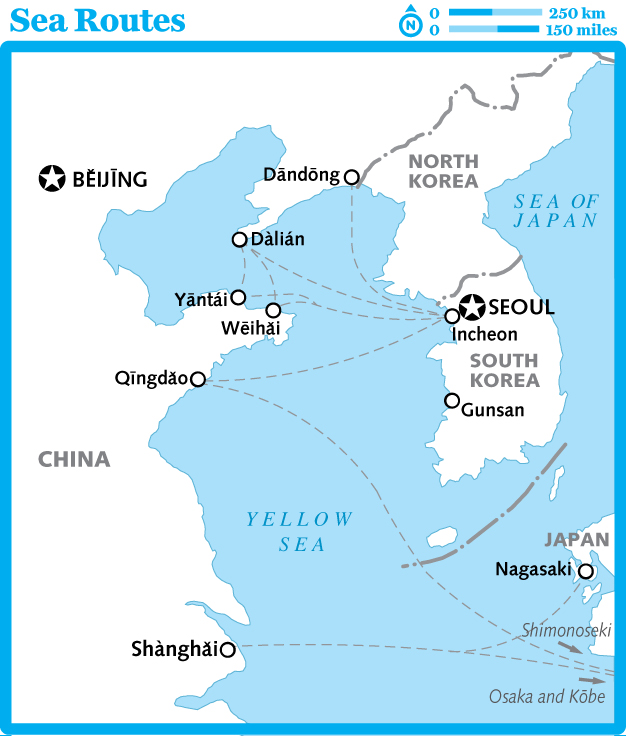 Sea Routes
N
0 250 km
0 150 miles
BĚIJĪNG
Dāndōng
NORTH
KOREA
SEA OF
JAPAN
Dàlián
Yāntái
Wēihǎi
SEOUL
Incheon
SOUTH
KOREA
Qīngdǎo
Gunsan
CHINA
YELLOW
SEA
JAPAN
Nagasaki
Shimonoseki
Shànghǎi
Osaka and Kōbe